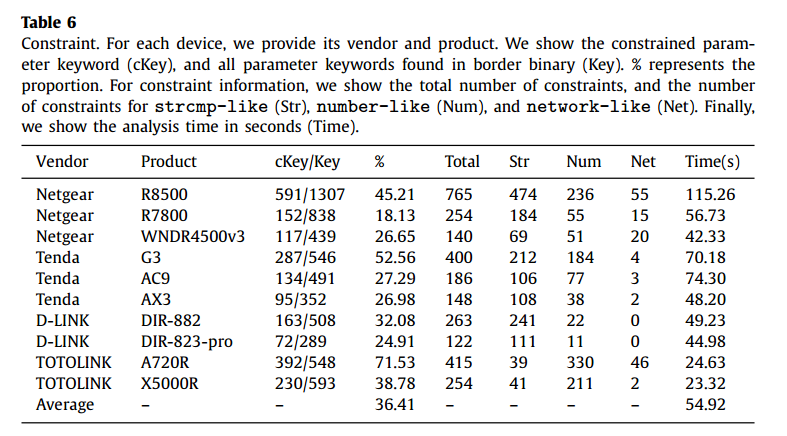 Table 6
Constraint. For each device, we provide its vendor and product. We show the constrained param-
eter keyword (cKey), and all parameter keywords found in border binary (Key). % represents the
proportion. For constraint information, we show the total number of constraints, and the number
of constraints for strcmp-like (Str), number-like (Num), and network-like (Net). Finally,
we show the analysis time in seconds (Time).
Vendor Product cKey/Key % Total Str Num Net Time(s)
Netgear R8500 591/1307 45.21 765 474 236 55 115.26
Netgear R7800 152/838 18.13 254 184 55 15 56.73
Netgear WNDR4500v3 117/439 26.65 140 69 51 20 42.33
Tenda G3 287/546 52.56 400 212 184 4 70.18
Tenda AC9 134/491 27.29 186 106 77 3 74.30
Tenda AX3 95/352 26.98 148 108 38 2 48.20
D-LINK DIR-882 163/508 32.08 263 241 22 0 49.23
D-LINK DIR-823-pro 72/289 24.91 122 111 11 0 44.98
TOTOLINK A720R 392/548 71.53 415 39 330 46 24.63
TOTOLINK X5000R 230/593 38.78 254 41 211 2 23.32
Average – – 36.41 – – – – 54.92